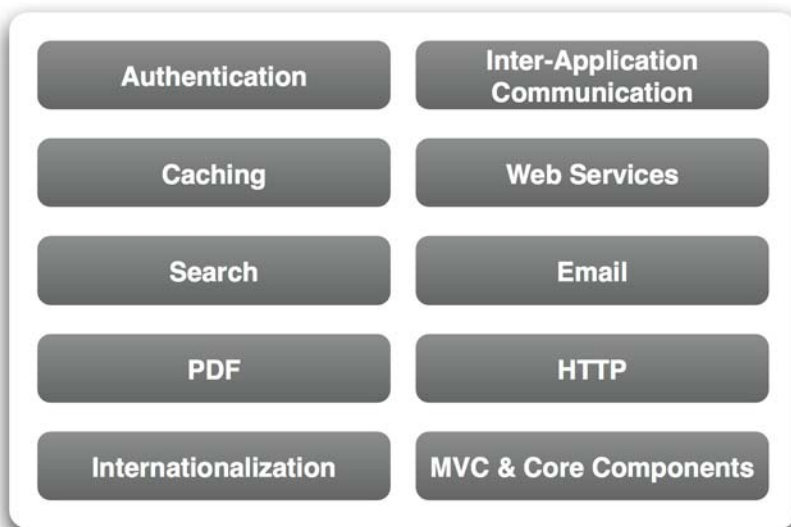 Authentication
Inter-Application
Communication
Caching
Web Services
Search
Email
PDF
HTTP
Internationalization
MVC & Core Components